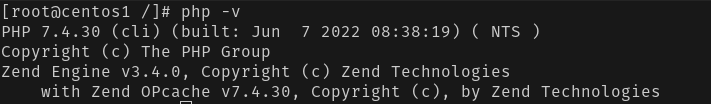 [root@centos1 /]# php -v
PHP 7.4.30 (cli) (built: Jun  7 2022 08:38:19) ( NTS )
Copyright (c) The PHP Group
Zend Engine v3.4.0, Copyright (c) Zend Technologies
    with Zend OPcache v7.4.30, Copyright (c), by Zend Technologies